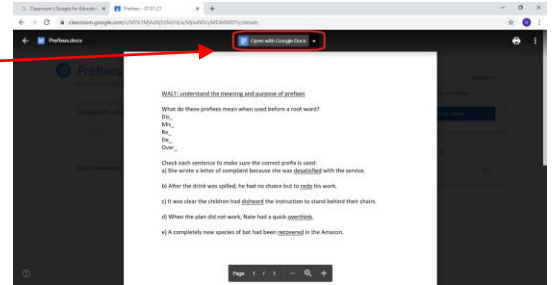 Classroom | Google for Education
Prefixes - 07.01.21
Prefixes.docx
Open with Google Docs
Prefixes
WALT: understand the meaning and purpose of prefixes
What do these prefixes mean when used before a root word?
Dis_
Mis_
Re_
De_
Over_
Check each sentence to make sure the correct prefix is used:
a) She wrote a letter of complaint because she was desatisfied with the service.
b) After the drink was spilled, he had no choice but to redo his work.
c) It was clear the children had disheard the instruction to stand behind their chairs.
d) When the plan did not work, Nate had a quick overthink.
e) A completely new species of bat had been recovered in the Amazon.
Page 1 / 1